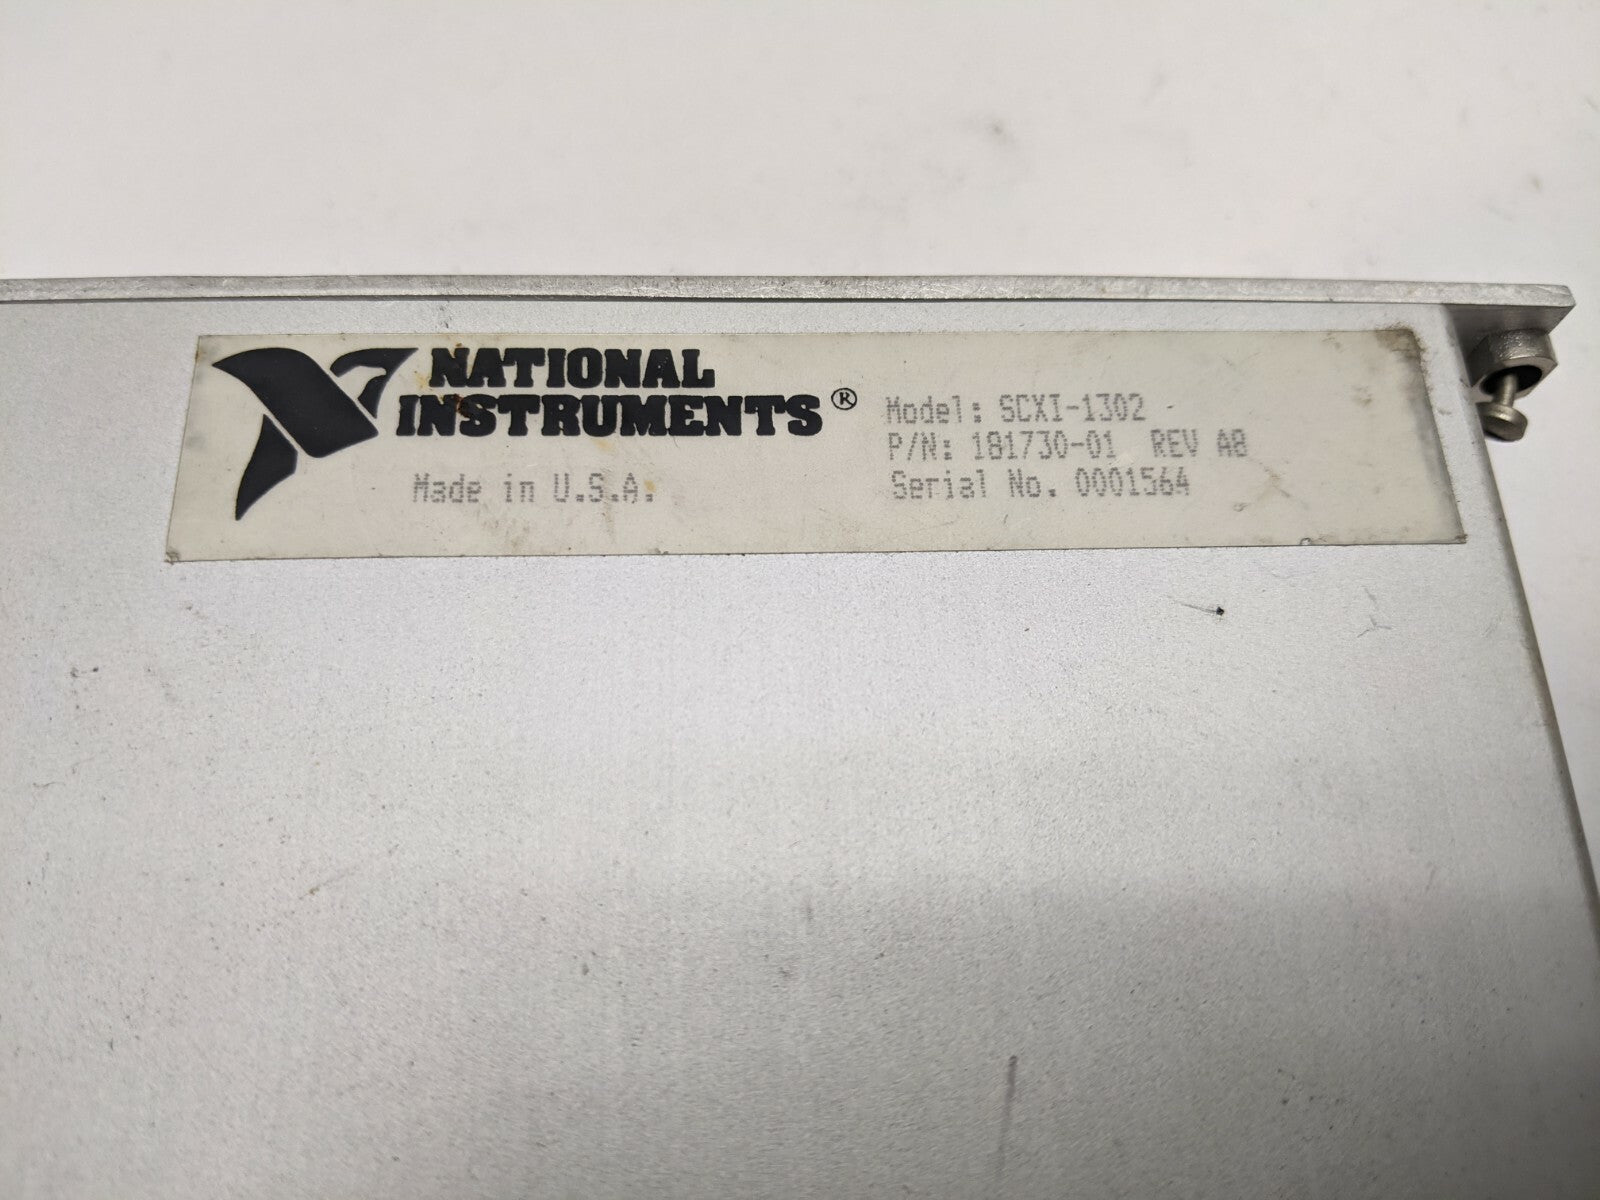 NATIONAL
INSTRUMENTS®
Made in U.S.A.
Model: SCXI-1302
P/N: 181730-01 REV A8
Serial No. 0001564